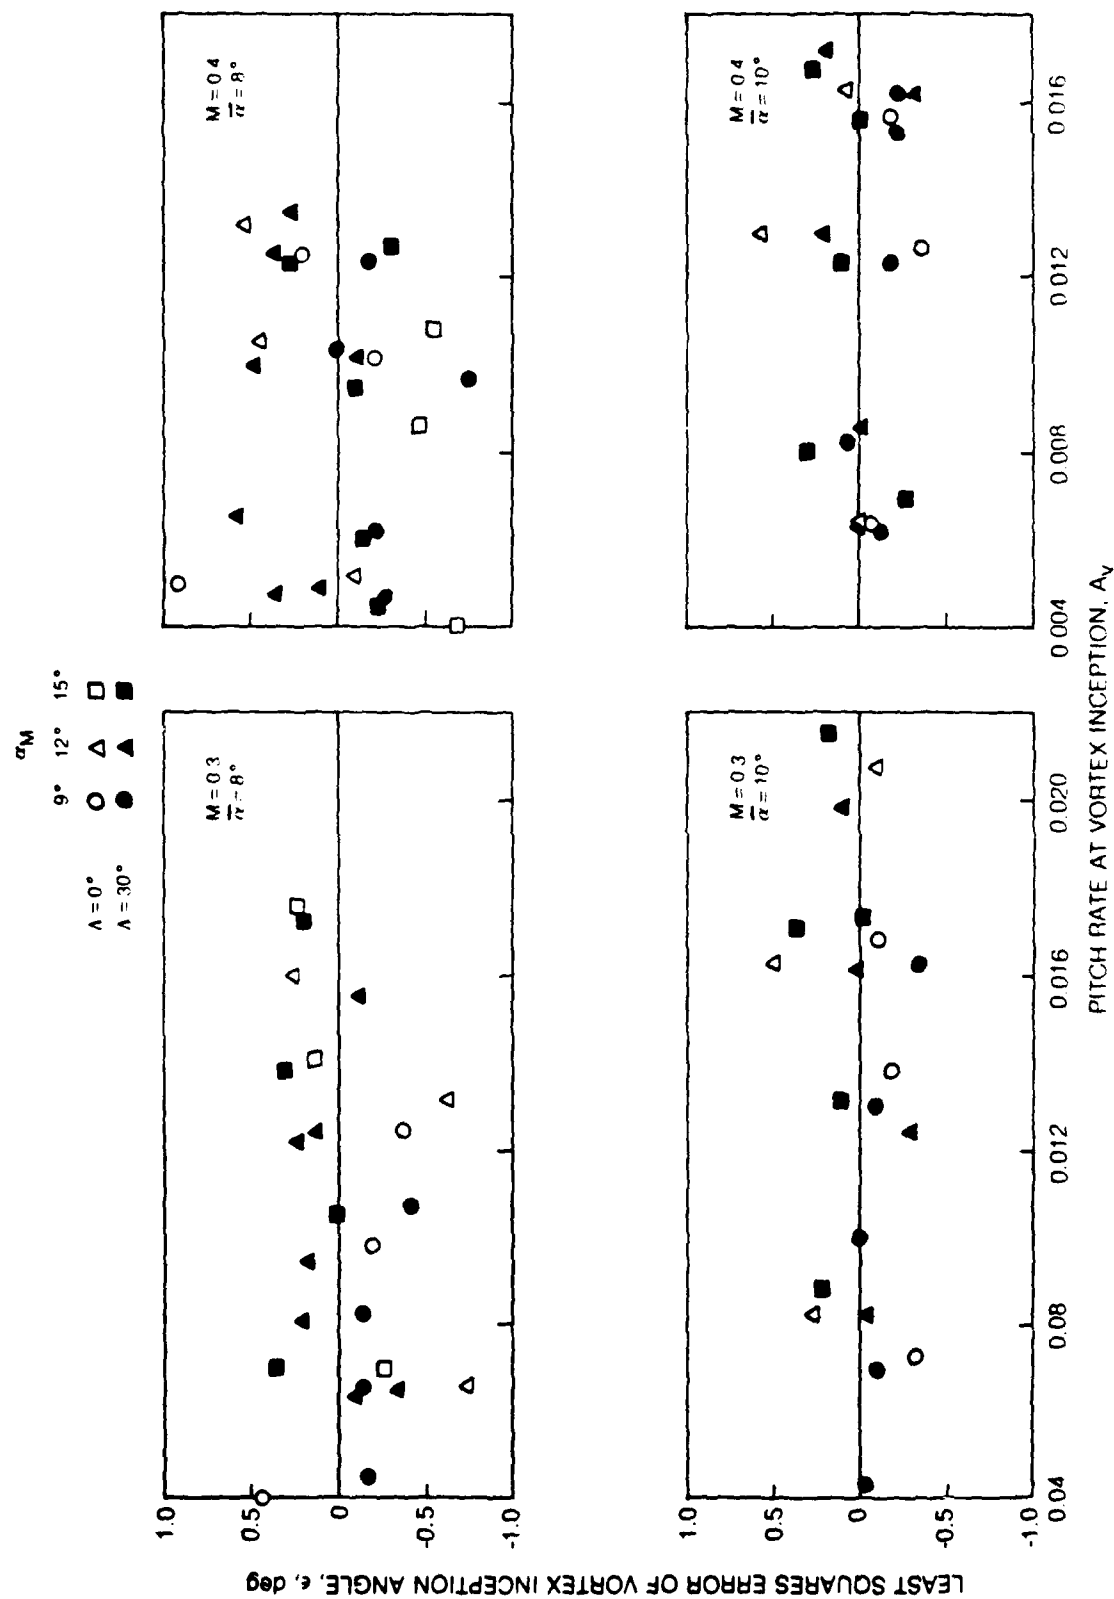 αM
9° 12° 15°
Λ = 0°
Λ = 30°
M = 0.3
α̅ = 8°
M = 0.4
α̅ = 8°
1.0
0.5
0
-0.5
-1.0
M = 0.3
α̅ = 10°
M = 0.4
α̅ = 10°
1.0
0.5
0
-0.5
-1.0
0.04 0.08 0.012 0.016 0.020
0 004 0.008 0 012 0 016
PITCH RATE AT VORTEX INCEPTION, AV
LEAST SQUARES ERROR OF VORTEX INCEPTION ANGLE, ϵ, deg